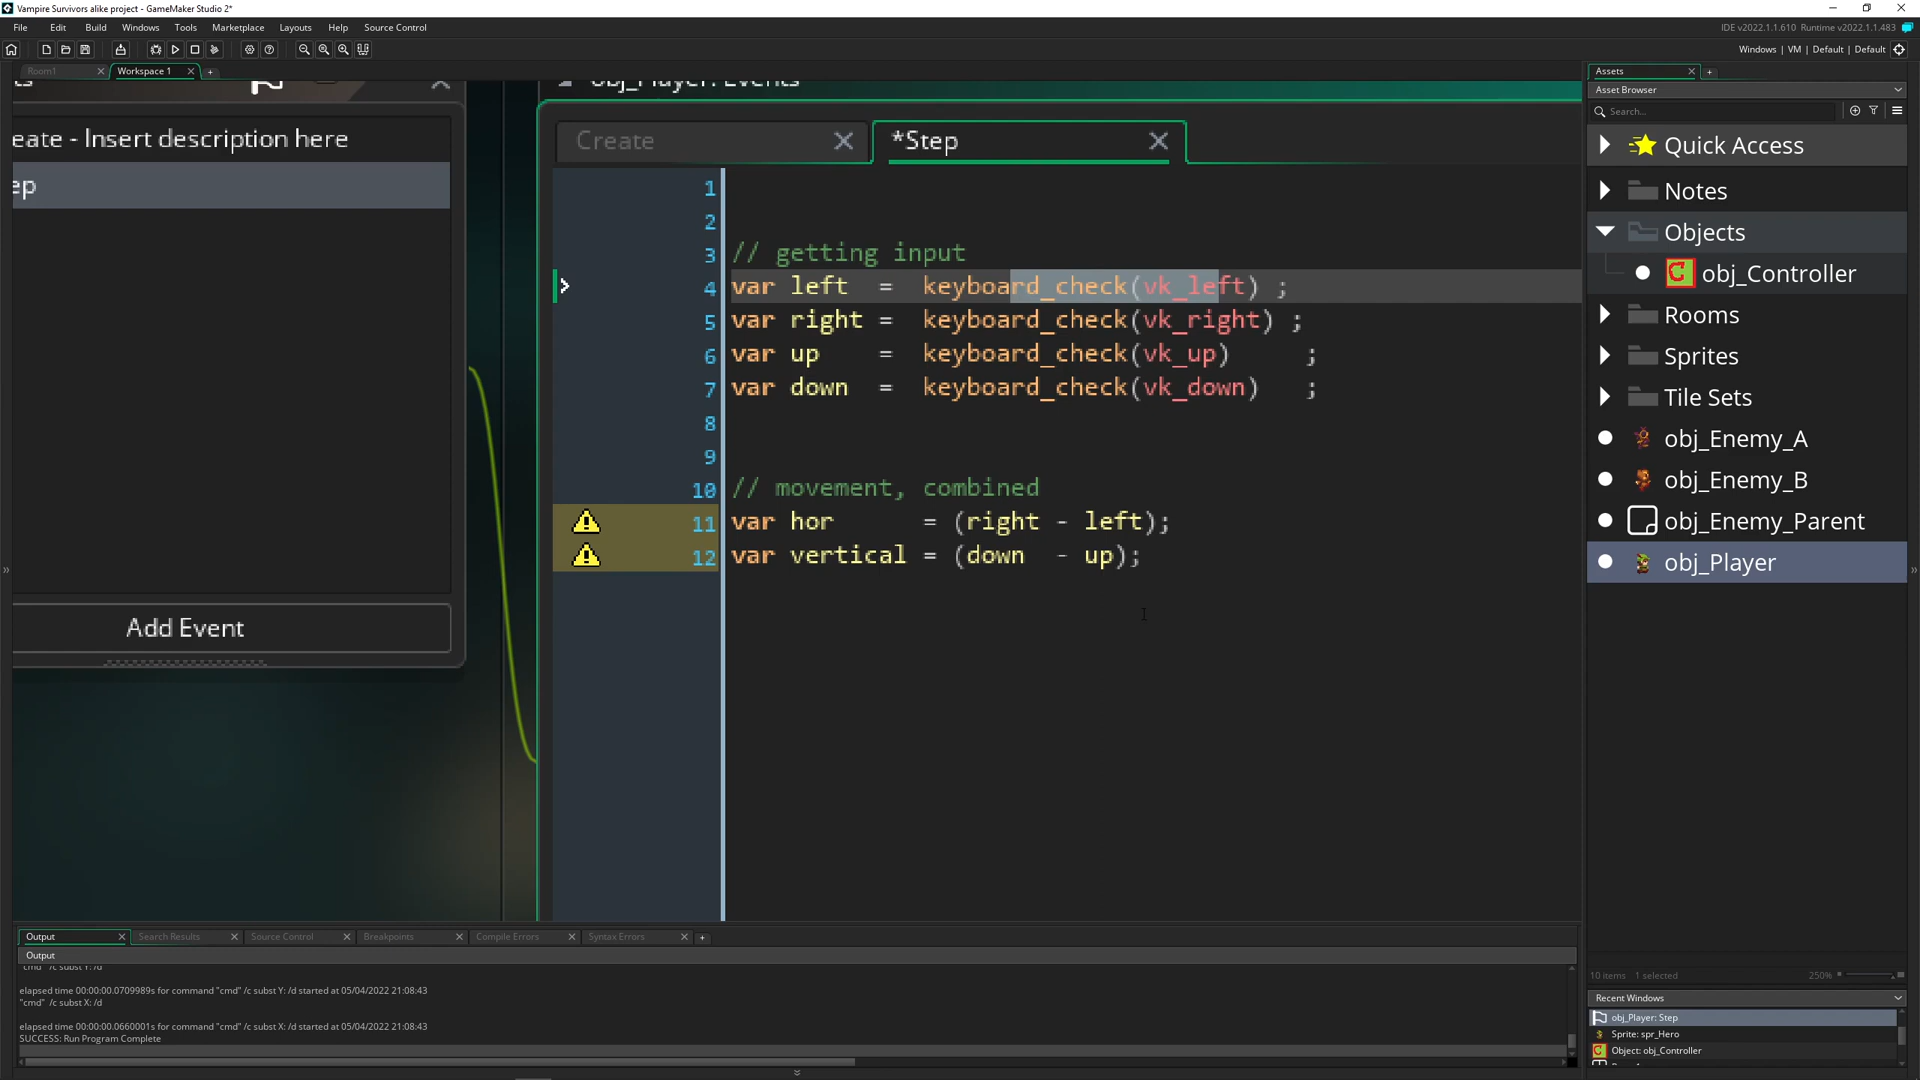 Vampire Survivors alike project - GameMaker Studio 2*
File Edit Build Windows Tools Marketplace Layouts Help Source Control
IDE v2022.1.1.610 Runtime v2022.1.1.483
Windows | VM | Default | Default
Room1
Workspace 1
obj_Player: Events
eate - Insert description here
ep
Add Event
Create
*Step
1
2
3 // getting input
4 var left = keyboard_check(vk_left) ;
5 var right = keyboard_check(vk_right) ;
6 var up = keyboard_check(vk_up) ;
7 var down = keyboard_check(vk_down) ;
8
9
10 // movement, combined
11 var hor = (right - left);
12 var vertical = (down - up);
Assets
Asset Browser
Search...
Quick Access
Notes
Objects
obj_Controller
Rooms
Sprites
Tile Sets
obj_Enemy_A
obj_Enemy_B
obj_Enemy_Parent
obj_Player
10 items 1 selected
250%
Recent Windows
obj_Player: Step
Sprite: spr_Hero
Object: obj_Controller
Output Search Results Source Control Breakpoints Compile Errors Syntax Errors
Output
"cmd" /c subst Y: /d
elapsed time 00:00:00.0709989s for command "cmd" /c subst Y: /d started at 05/04/2022 21:08:43
"cmd" /c subst X: /d
elapsed time 00:00:00.0660001s for command "cmd" /c subst X: /d started at 05/04/2022 21:08:43
SUCCESS: Run Program Complete